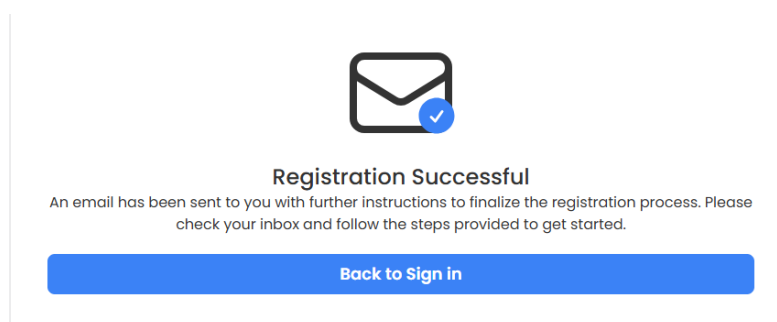 Registration Successful
An email has been sent to you with further instructions to finalize the registration process. Please
check your inbox and follow the steps provided to get started.
Back to Sign in